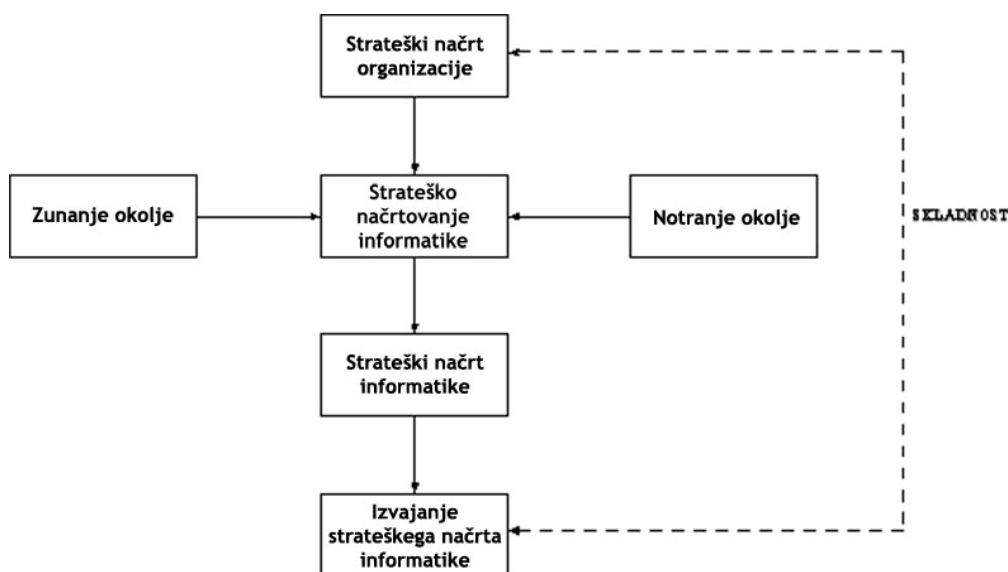 Strateški načrt
organizacije
Zunanje okolje
Strateško
načrtovanje
informatike
Notranje okolje
SKLADNOST
Strateški načrt
informatike
Izvajanje
strateškega načrta
informatike